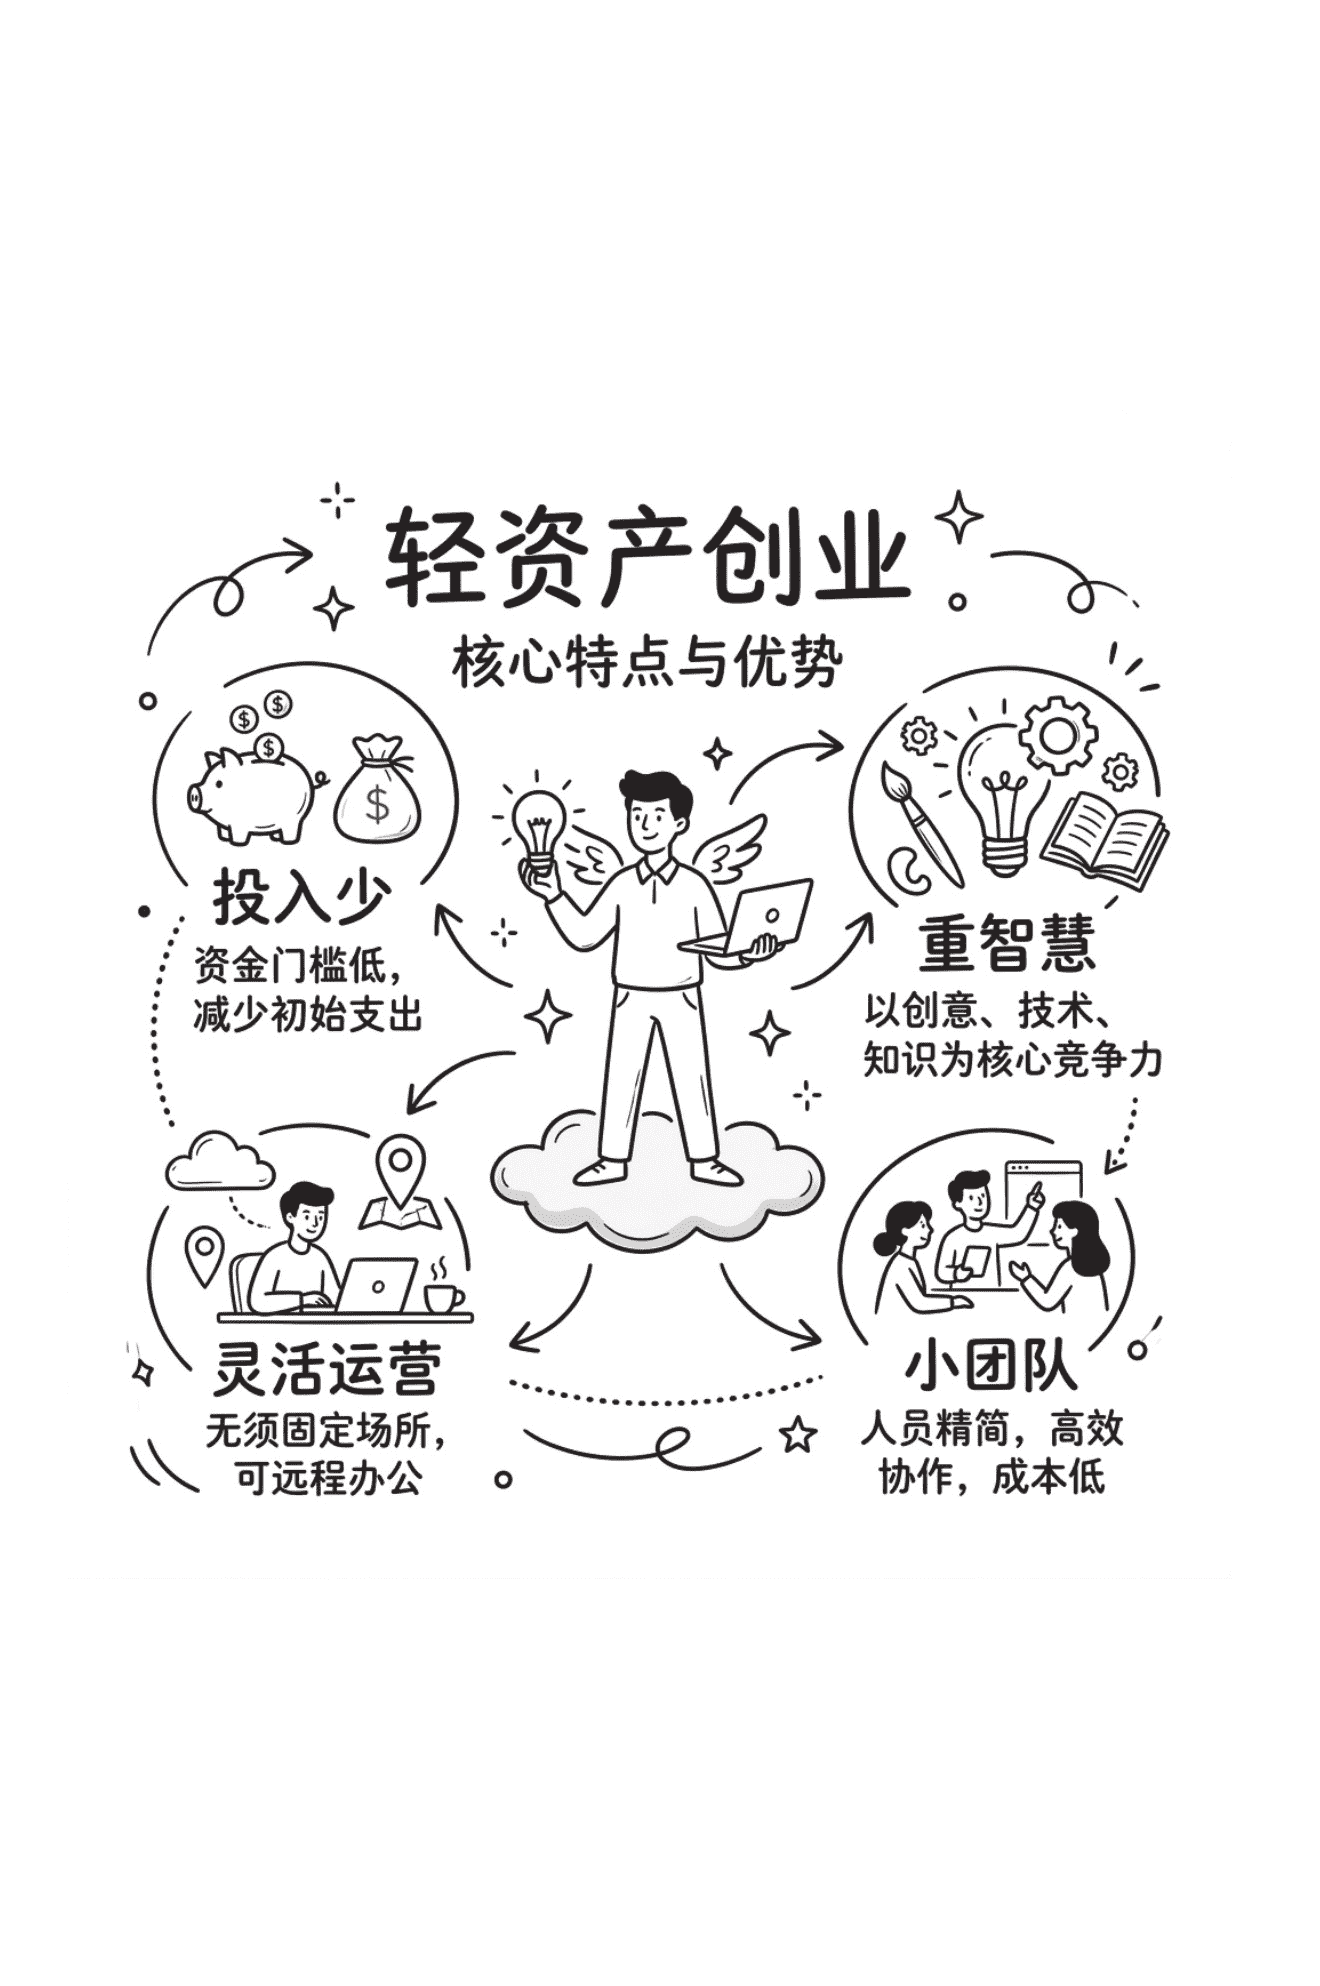 轻资产创业
核心特点与优势
$
$
$
$
投入少
资金门槛低，
减少初始支出
重智慧
以创意、技术、
知识为核心竞争力
灵活运营
无须固定场所，
可远程办公
小团队
人员精简，高效
协作，成本低